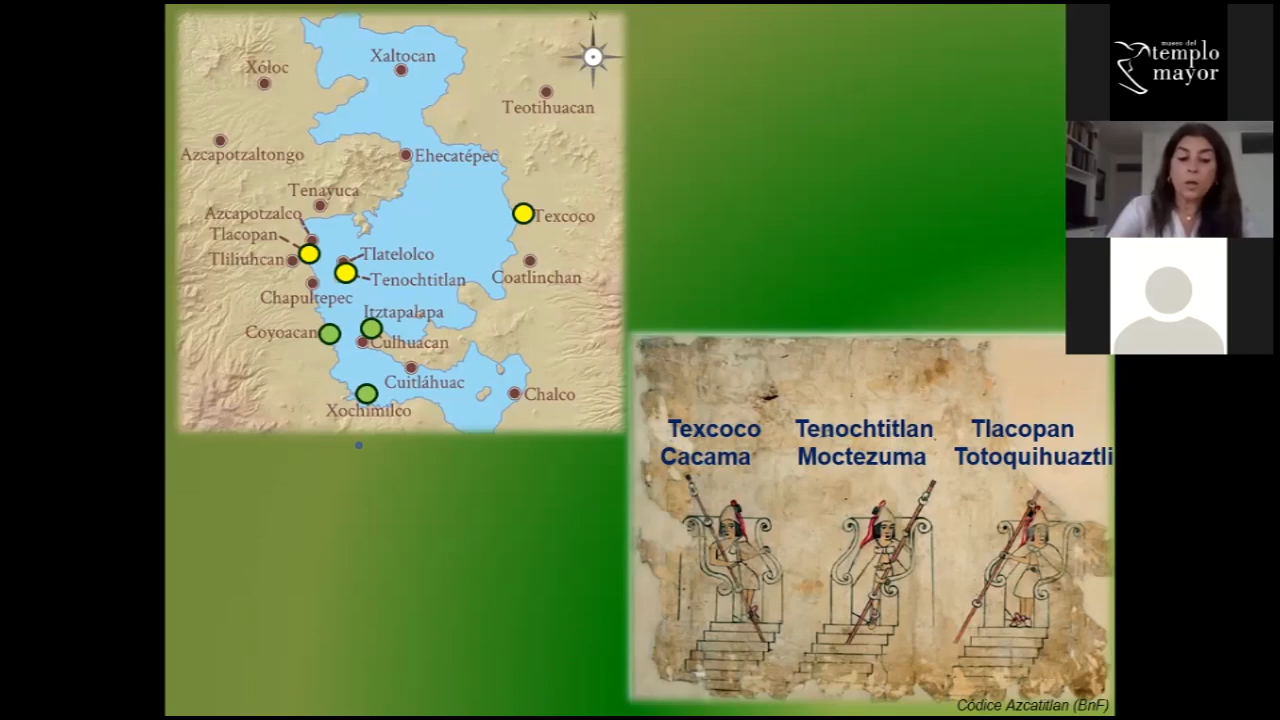 N
Xaltocan
Xóloc
Teotihuacan
Azcapotzaltongo
Ehecatépec
Tenayuca
Azcapotzalco
Texcoco
Tlacopan
Tlatelolco
Tliliuhcan
Tenochtitlan
Coatlinchan
Chapultepec
Itztapalapa
Coyoacan
Culhuacan
Cuitláhuac
Chalco
Xochimilco
museo del
templo
mayor
Texcoco Tenochtitlan Tlacopan
Cacama Moctezuma Totoquihuaztli
Códice Azcatitlan (BnF)